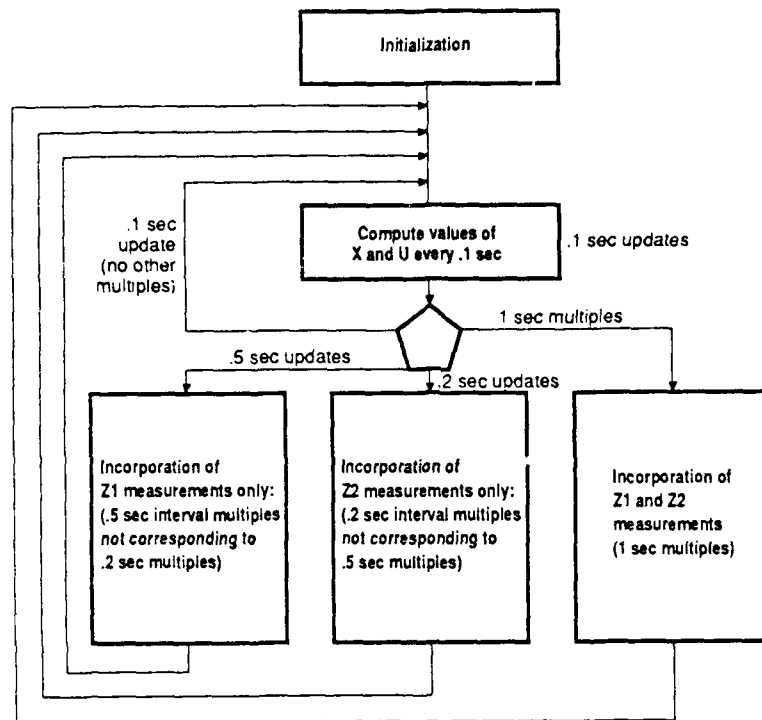 Initialization
.1 sec
update
(no other
multiples)
Compute values of
X and U every .1 sec
.1 sec updates
1 sec multiples
.5 sec updates
.2 sec updates
Incorporation of
Z1 measurements only:
(.5 sec interval multiples
not corresponding to
.2 sec multiples)
Incorporation of
Z2 measurements only:
(.2 sec interval multiples
not corresponding to
.5 sec multiples)
Incorporation of
Z1 and Z2
measurements
(1 sec multiples)